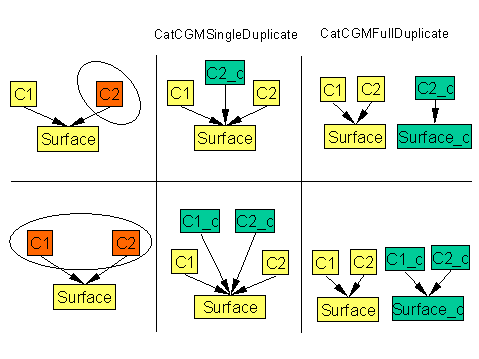 CatCGMSingleDuplicate CatCGMFullDuplicate
C1 C2 Surface
C2_c C1 C2 Surface
C1 C2 C2_c Surface Surface_c
C1 C2 Surface
C1_c C2_c C1 C2 Surface
C1 C2 C1_c C2_c Surface Surface_c